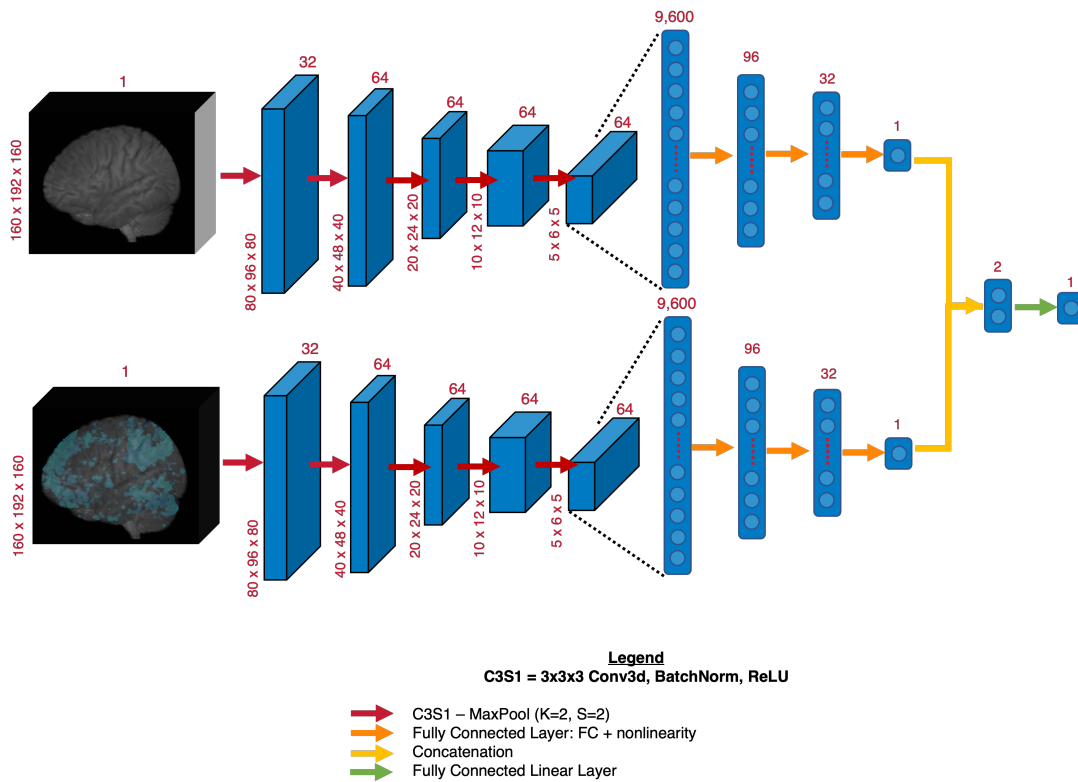 1
160 x 192 x 160
32
80 x 96 x 80
64
40 x 48 x 40
64
20 x 24 x 20
64
10 x 12 x 10
64
5 x 6 x 5
9,600
96
32
1
1
160 x 192 x 160
32
80 x 96 x 80
64
40 x 48 x 40
64
20 x 24 x 20
64
10 x 12 x 10
64
5 x 6 x 5
9,600
96
32
1
2
1
Legend
C3S1 = 3x3x3 Conv3d, BatchNorm, ReLU
C3S1 – MaxPool (K=2, S=2)
Fully Connected Layer: FC + nonlinearity
Concatenation
Fully Connected Linear Layer